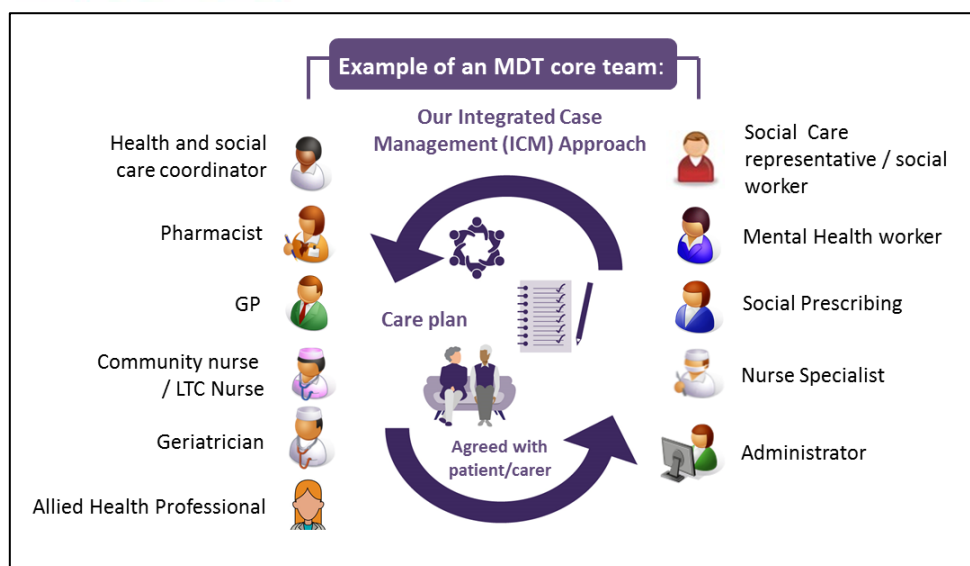 Example of an MDT core team:
Our Integrated Case
Management (ICM) Approach
Health and social
care coordinator
Pharmacist
GP
Community nurse
/ LTC Nurse
Geriatrician
Allied Health Professional
Care plan
Agreed with
patient/carer
Social Care
representative / social
worker
Mental Health worker
Social Prescribing
Nurse Specialist
Administrator